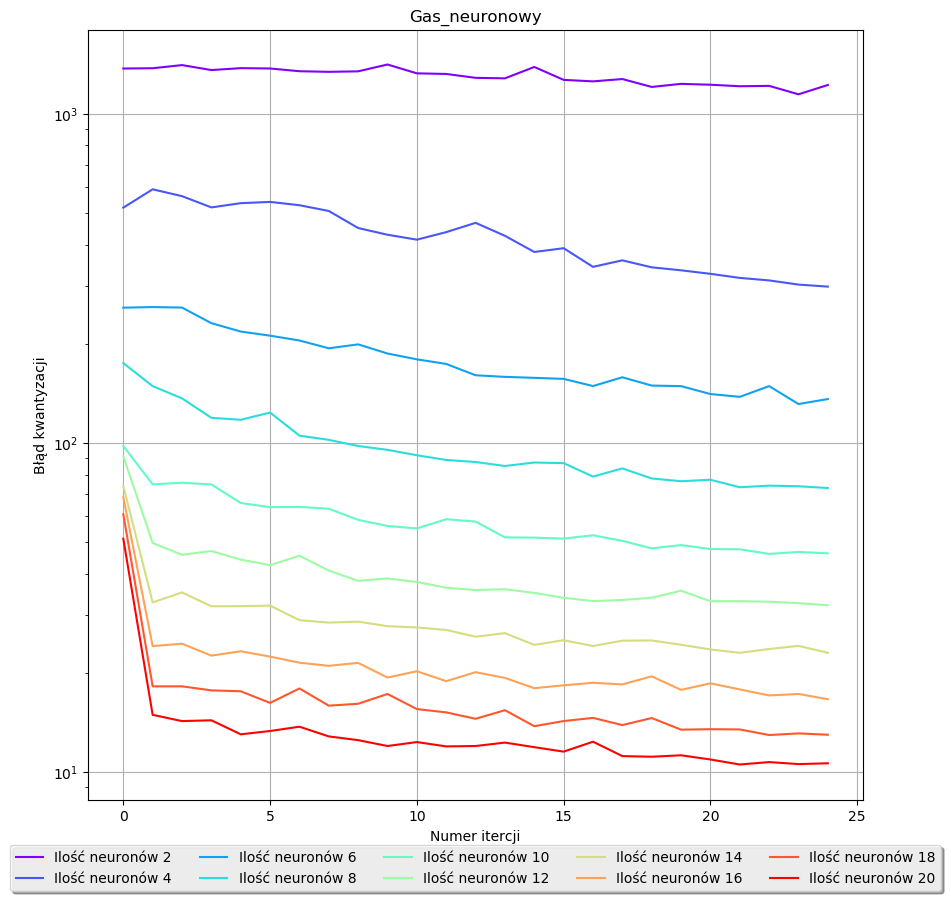 Gas_neuronowy
Błąd kwantyzacji
10³
10²
10¹
0 5 10 15 20 25
Numer itercji
Ilość neuronów 2 Ilość neuronów 6 Ilość neuronów 10 Ilość neuronów 14 Ilość neuronów 18
Ilość neuronów 4 Ilość neuronów 8 Ilość neuronów 12 Ilość neuronów 16 Ilość neuronów 20